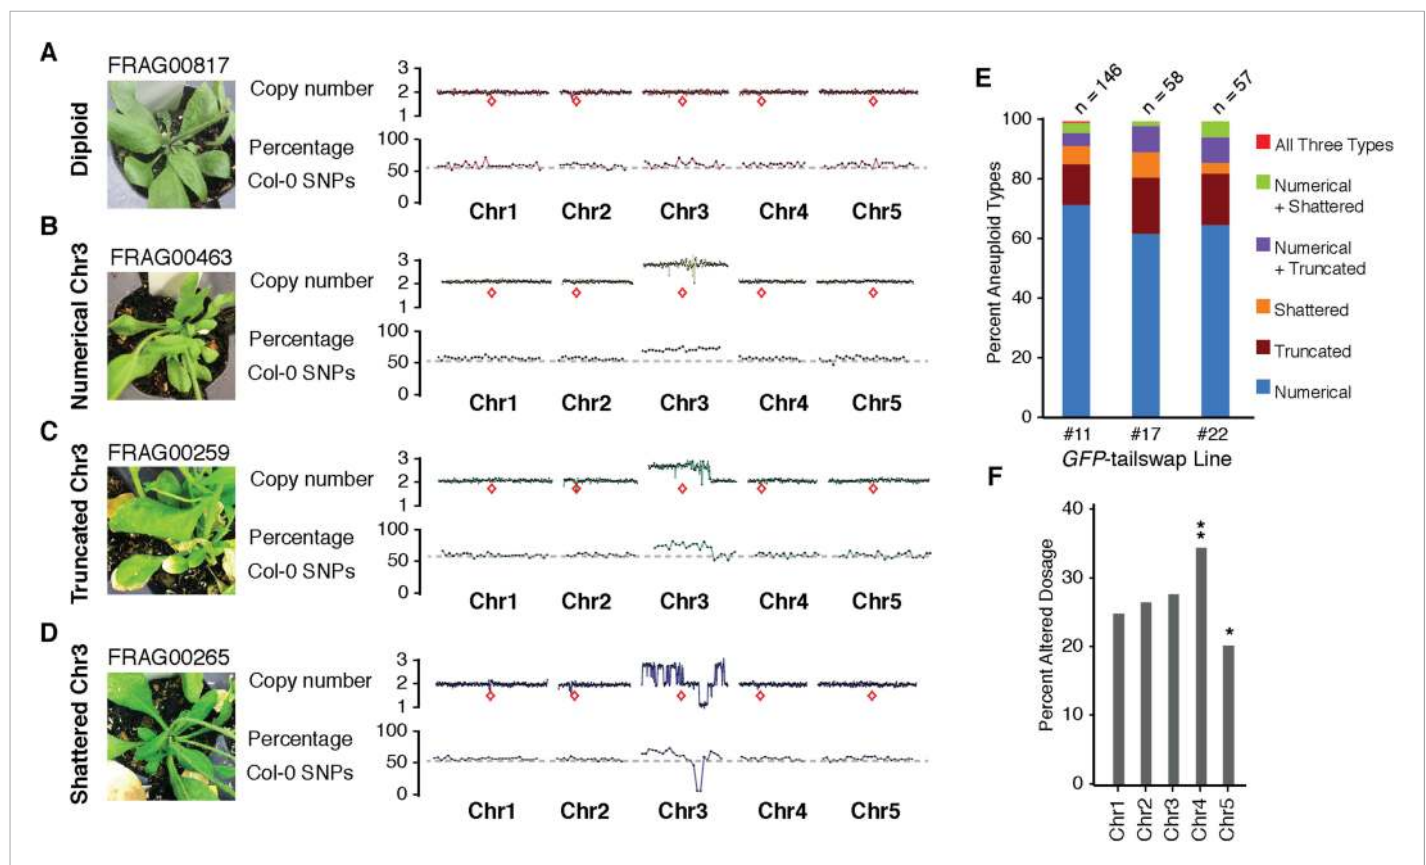 A
FRAG00817
Diploid
Copy number
3
2
1
Percentage
Col-0 SNPs
100
50
0
Chr1 Chr2 Chr3 Chr4 Chr5
B
FRAG00463
Numerical Chr3
Copy number
3
2
1
Percentage
Col-0 SNPs
100
50
0
Chr1 Chr2 Chr3 Chr4 Chr5
C
FRAG00259
Truncated Chr3
Copy number
3
2
1
Percentage
Col-0 SNPs
100
50
0
Chr1 Chr2 Chr3 Chr4 Chr5
D
FRAG00265
Shattered Chr3
Copy number
3
2
1
Percentage
Col-0 SNPs
100
50
0
Chr1 Chr2 Chr3 Chr4 Chr5
E
n = 146
n = 58
n = 57
Percent Aneuploid Types
100
80
60
40
20
0
#11 #17 #22
GFP-tailswap Line
All Three Types
Numerical
+ Shattered
Numerical
+ Truncated
Shattered
Truncated
Numerical
F
Percent Altered Dosage
40
30
20
10
0
**
*
Chr1
Chr2
Chr3
Chr4
Chr5